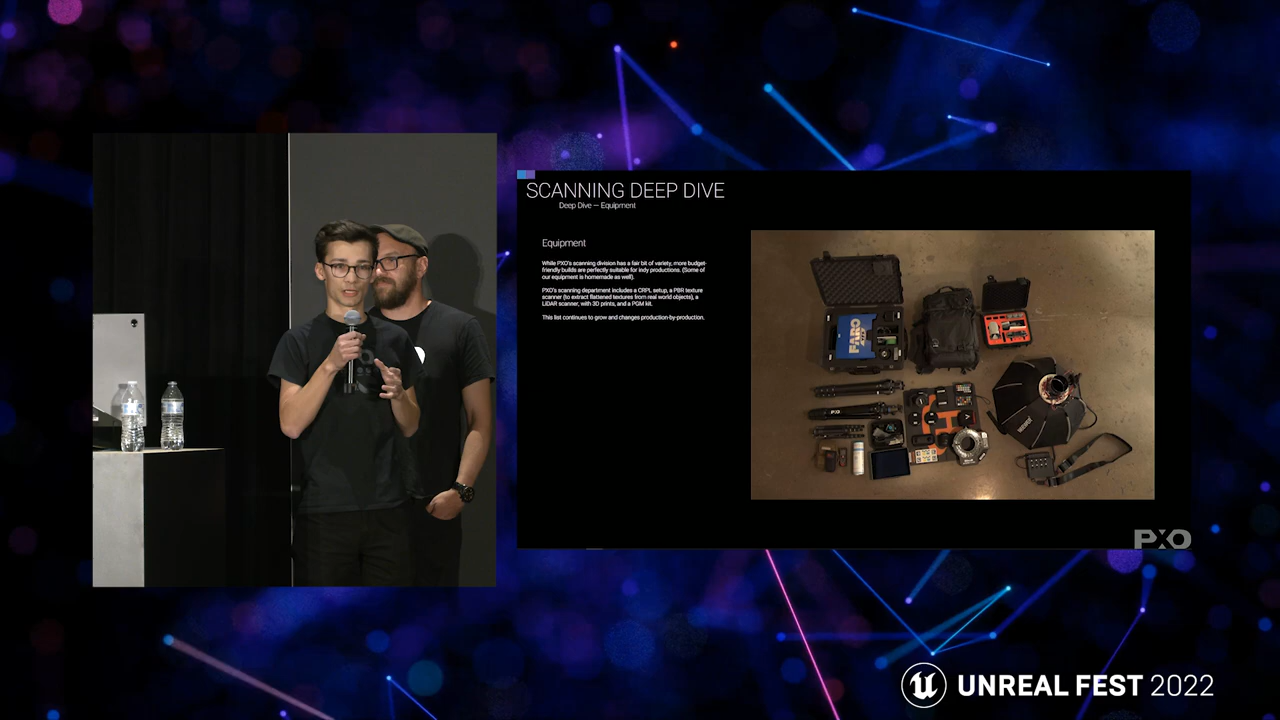 SCANNING DEEP DIVE
Deep Dive — Equipment
Equipment
While PXO's scanning division has a fair bit of variety, more budget-
friendly builds are perfectly suitable for indy productions. (Some of
our equipment is homemade as well).
PXO's scanning department includes a CRPL setup, a PBR texture
scanner (to extract flattened textures from real world objects), a
LiDAR scanner, with 3D prints, and a PGM kit.
This list continues to grow and changes production-by-production.
FARO
PXO
PXO
UNREAL FEST 2022